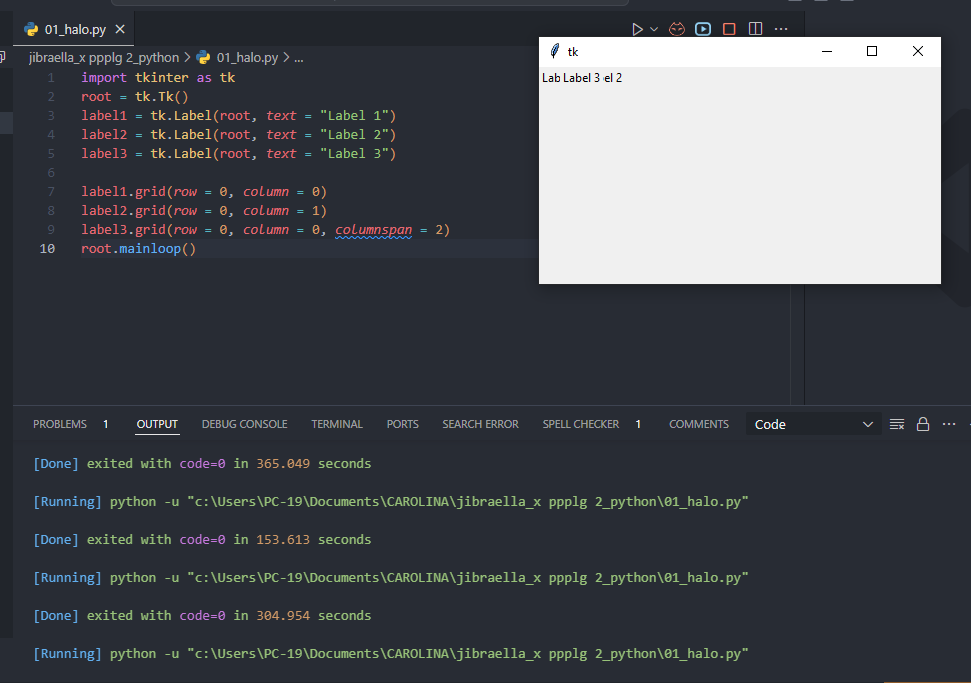 01_halo.py
jibraella_x ppplg 2_python > 01_halo.py > ...
1 import tkinter as tk
2 root = tk.Tk()
3 label1 = tk.Label(root, text = "Label 1")
4 label2 = tk.Label(root, text = "Label 2")
5 label3 = tk.Label(root, text = "Label 3")
6
7 label1.grid(row = 0, column = 0)
8 label2.grid(row = 0, column = 1)
9 label3.grid(row = 0, column = 0, columnspan = 2)
10 root.mainloop()
tk
Lab Label 3 el 2
PROBLEMS 1 OUTPUT DEBUG CONSOLE TERMINAL PORTS SEARCH ERROR SPELL CHECKER 1 COMMENTS Code
[Done] exited with code=0 in 365.049 seconds
[Running] python -u "c:\Users\PC-19\Documents\CAROLINA\jibraella_x ppplg 2_python\01_halo.py"
[Done] exited with code=0 in 153.613 seconds
[Running] python -u "c:\Users\PC-19\Documents\CAROLINA\jibraella_x ppplg 2_python\01_halo.py"
[Done] exited with code=0 in 304.954 seconds
[Running] python -u "c:\Users\PC-19\Documents\CAROLINA\jibraella_x ppplg 2_python\01_halo.py"